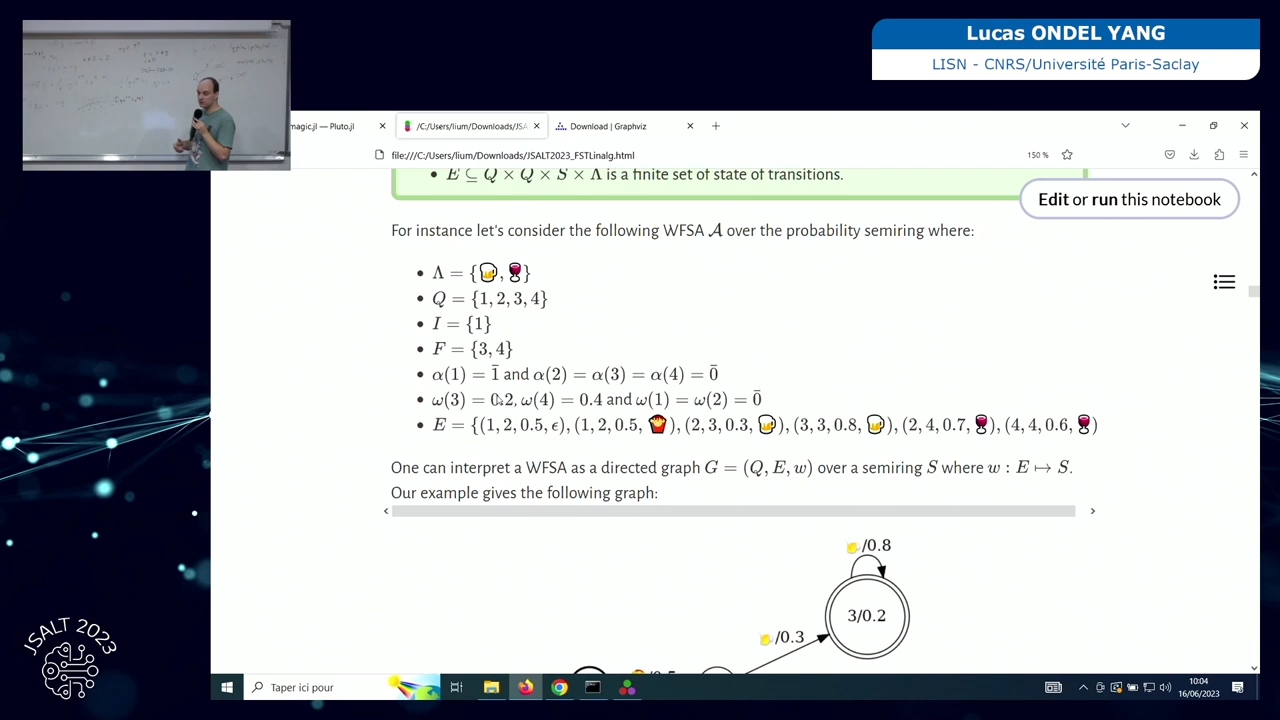 Lucas ONDEL YANG
LISN - CNRS/Université Paris-Saclay
magic.jl — Pluto.jl
/C:/Users/lium/Downloads/JSA
Download | Graphviz
file:///C:/Users/lium/Downloads/JSALT2023_FSTLinalg.html
150 %
• E ⊆ Q × Q × S × Λ is a finite set of state of transitions.
Edit or run this notebook
For instance let's consider the following WFSA 𝒜 over the probability semiring where:
• Λ = {🍺, 🍷}
• Q = {1, 2, 3, 4}
• I = {1}
• F = {3, 4}
• α(1) = 1̄ and α(2) = α(3) = α(4) = 0̄
• ω(3) = 0.2, ω(4) = 0.4 and ω(1) = ω(2) = 0̄
• E = {(1, 2, 0.5, ϵ), (1, 2, 0.5, 🍟), (2, 3, 0.3, 🍺), (3, 3, 0.8, 🍺), (2, 4, 0.7, 🍷), (4, 4, 0.6, 🍷)
One can interpret a WFSA as a directed graph G = (Q, E, w) over a semiring S where w : E ↦ S.
Our example gives the following graph:
🍺/0.8
3/0.2
🍺/0.3
JSALT 2023
Taper ici pour
10:04
16/06/2023